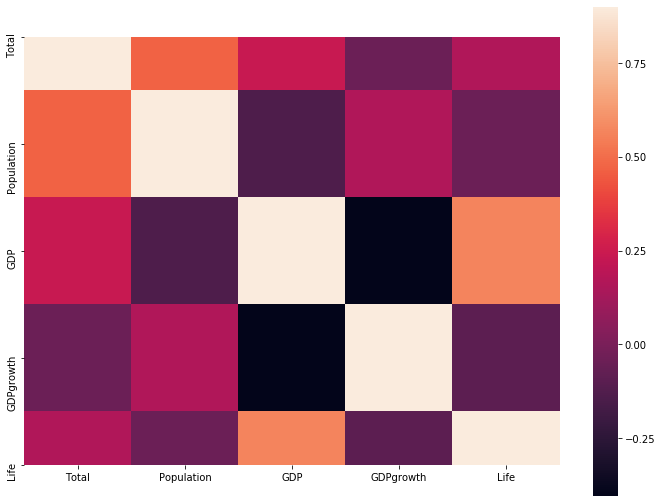 Total
Population
GDP
GDPgrowth
Life
Total
Population
GDP
GDPgrowth
Life
0.75
0.50
0.25
0.00
−0.25